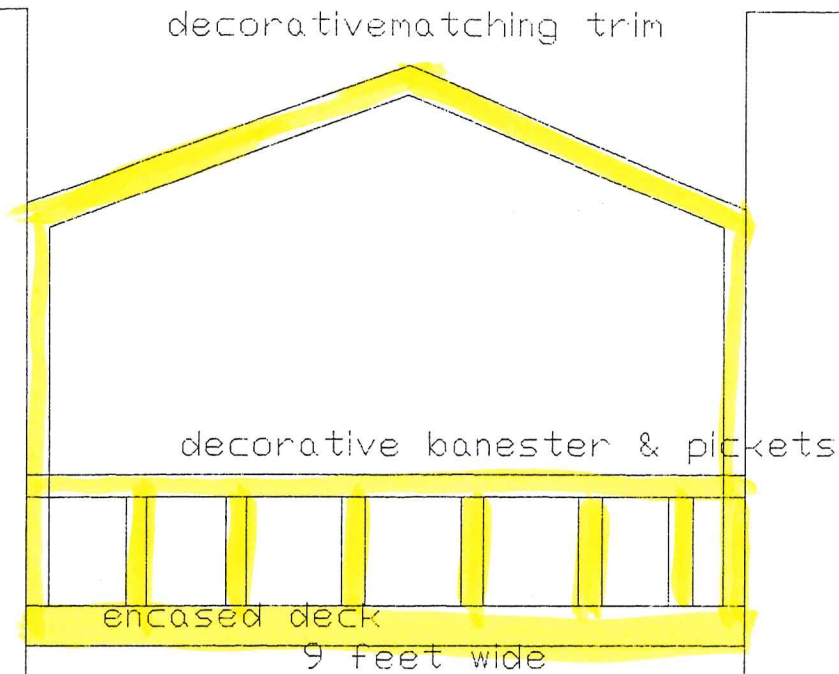 decorativematching trim
decorative banester & pickets
encased deck
9 feet wide